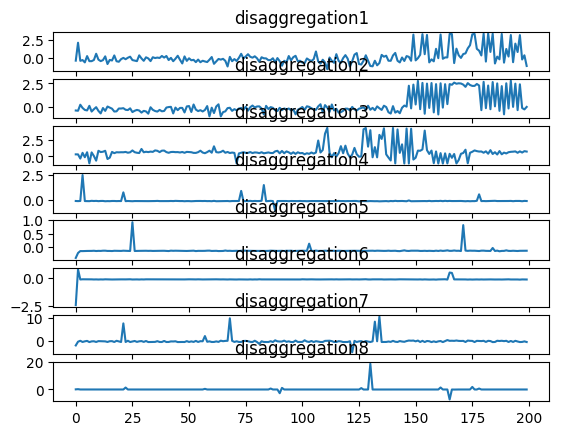 disaggregation1
2.5
0.0
disaggregation2
2.5
0.0
disaggregation3
2.5
0.0
disaggregation4
2.5
0.0
disaggregation5
1.0
0.5
0.0
disaggregation6
0.0
−2.5
disaggregation7
10
0
disaggregation8
20
0
0 25 50 75 100 125 150 175 200